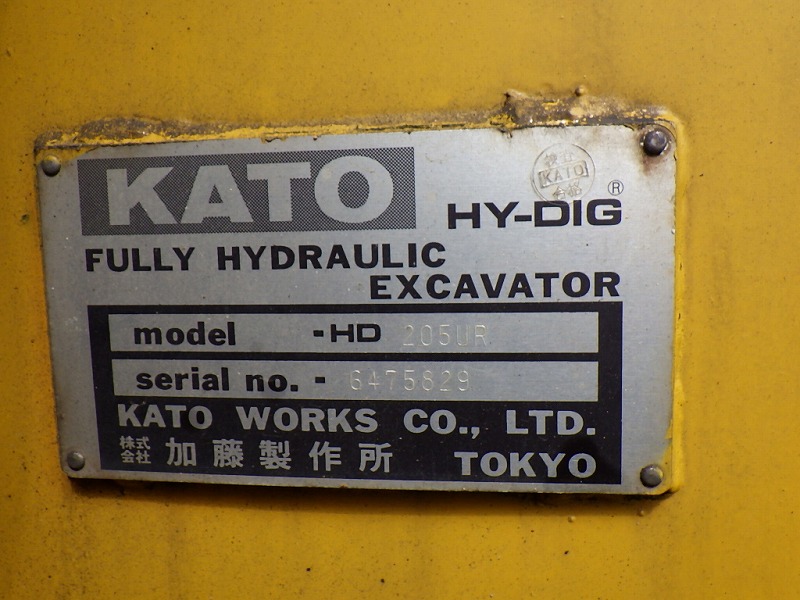 KATO
HY-DIG®
FULLY HYDRAULIC
EXCAVATOR
model -HD 205UR
serial no. - 6475829
KATO WORKS CO., LTD.
株式会社 加藤製作所 TOKYO
KATO